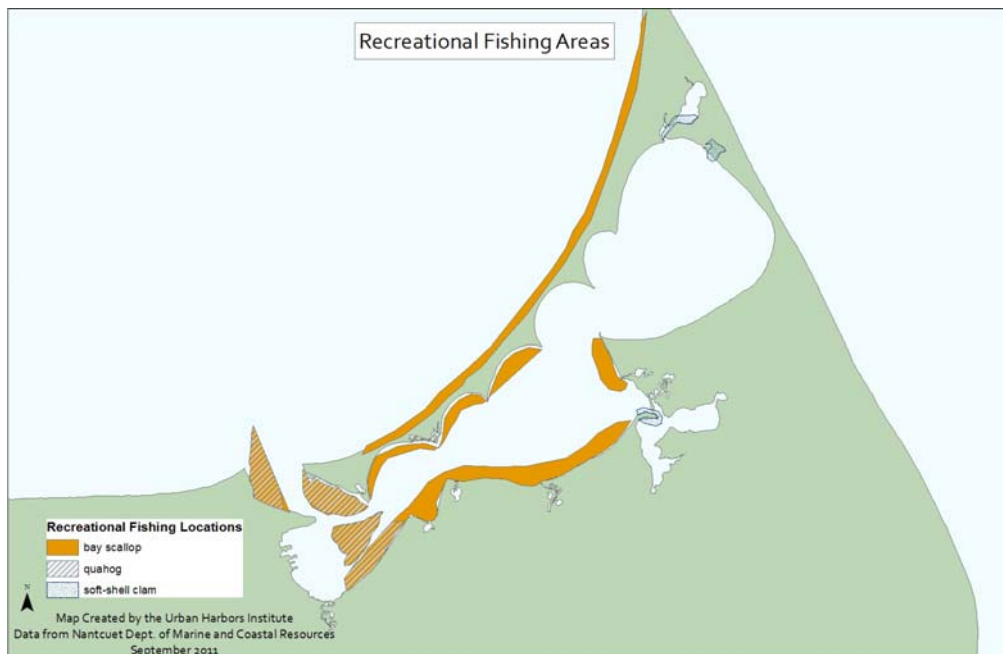 Recreational Fishing Areas
Recreational Fishing Locations
bay scallop
quahog
soft-shell clam
N
Map Created by the Urban Harbors Institute
Data from Nantcuet Dept. of Marine and Coastal Resources
September 2011